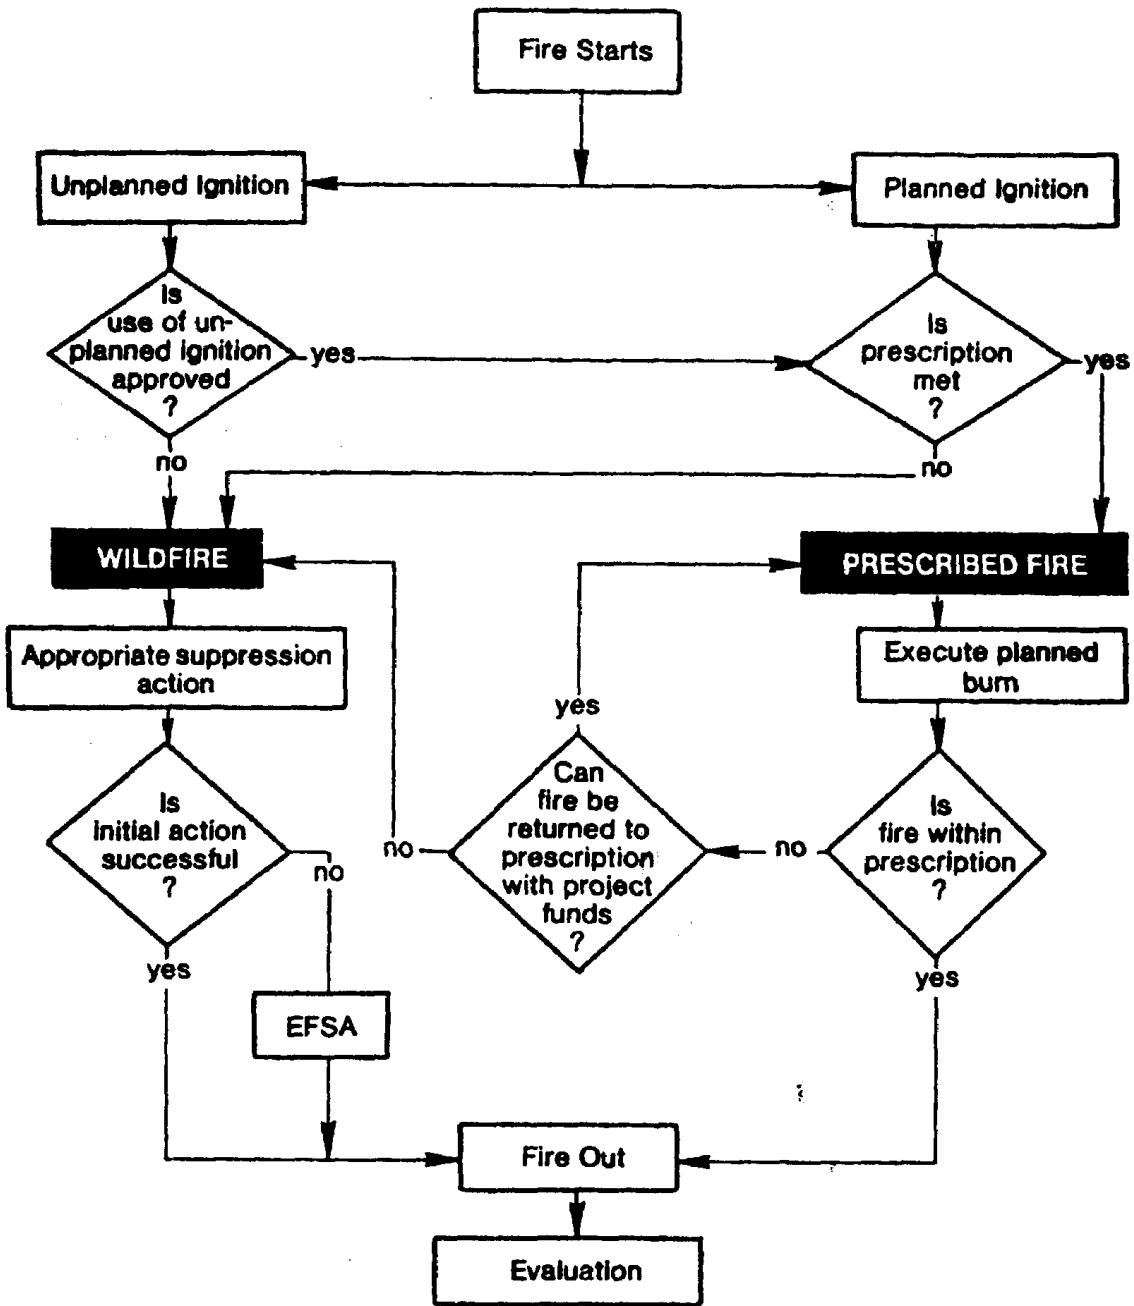 Fire Starts
Unplanned Ignition
Planned Ignition
Is
use of un-
planned ignition
approved
?
yes
no
Is
prescription
met
?
yes
no
WILDFIRE
PRESCRIBED FIRE
Appropriate suppression
action
Execute planned
burn
yes
Can
fire be
returned to
prescription
with project
funds
?
no
Is
initial action
successful
?
no
yes
Is
fire within
prescription
?
no
yes
EFSA
Fire Out
Evaluation